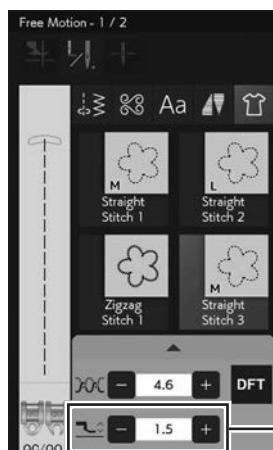 Free Motion - 1 / 2
Aa
M
L
Straight
Stitch 1
Straight
Stitch 2
M
Zigzag
Stitch 1
Straight
Stitch 3
4.6
DFT
1.5